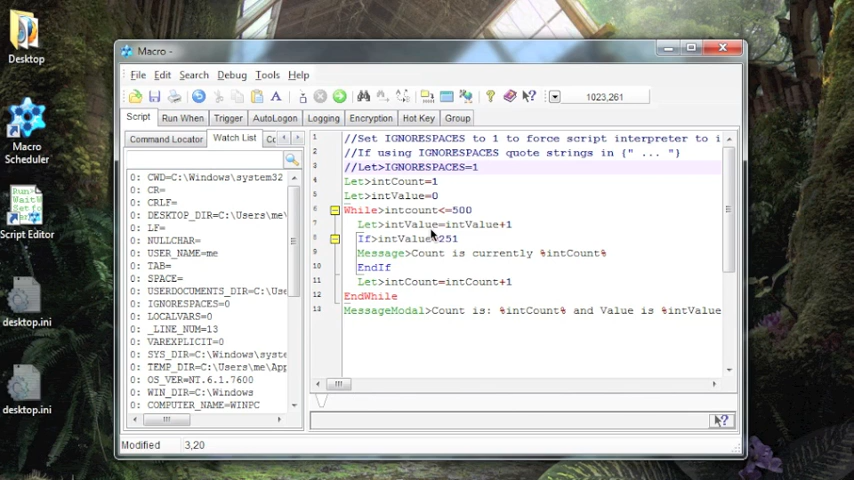 Desktop
Macro
Scheduler
Script Editor
desktop.ini
desktop.ini
Macro -
File Edit Search Debug Tools Help
1023,261
Script Run When Trigger AutoLogon Logging Encryption Hot Key Group
Command Locator Watch List
0: CWD=C:\Windows\system32
0: CR=
0: CRLF=
0: DESKTOP_DIR=C:\Users\me
0: LF=
0: NULLCHAR=
0: USER_NAME=me
0: TAB=
0: SPACE=
0: USERDOCUMENTS_DIR=C:\Use
0: IGNORESPACES=0
0: LOCALVARS=0
0: _LINE_NUM=13
0: VAREXPLICIT=0
0: SYS_DIR=C:\Windows\syste
0: TEMP_DIR=C:\Users\me\App
0: OS_VER=NT.6.1.7600
0: WIN_DIR=C:\Windows
0: COMPUTER_NAME=WINPC
1 //Set IGNORESPACES to 1 to force script interpreter to i
2 //If using IGNORESPACES quote strings in {" ... "}
3 //Let>IGNORESPACES=1
4 Let>intCount=1
5 Let>intValue=0
6 While>intcount<=500
7 Let>intValue=intValue+1
8 If>intValue=251
9 Message>Count is currently %intCount%
10 EndIf
11 Let>intCount=intCount+1
12 EndWhile
13 MessageModal>Count is: %intCount% and Value is %intValue
Modified 3,20